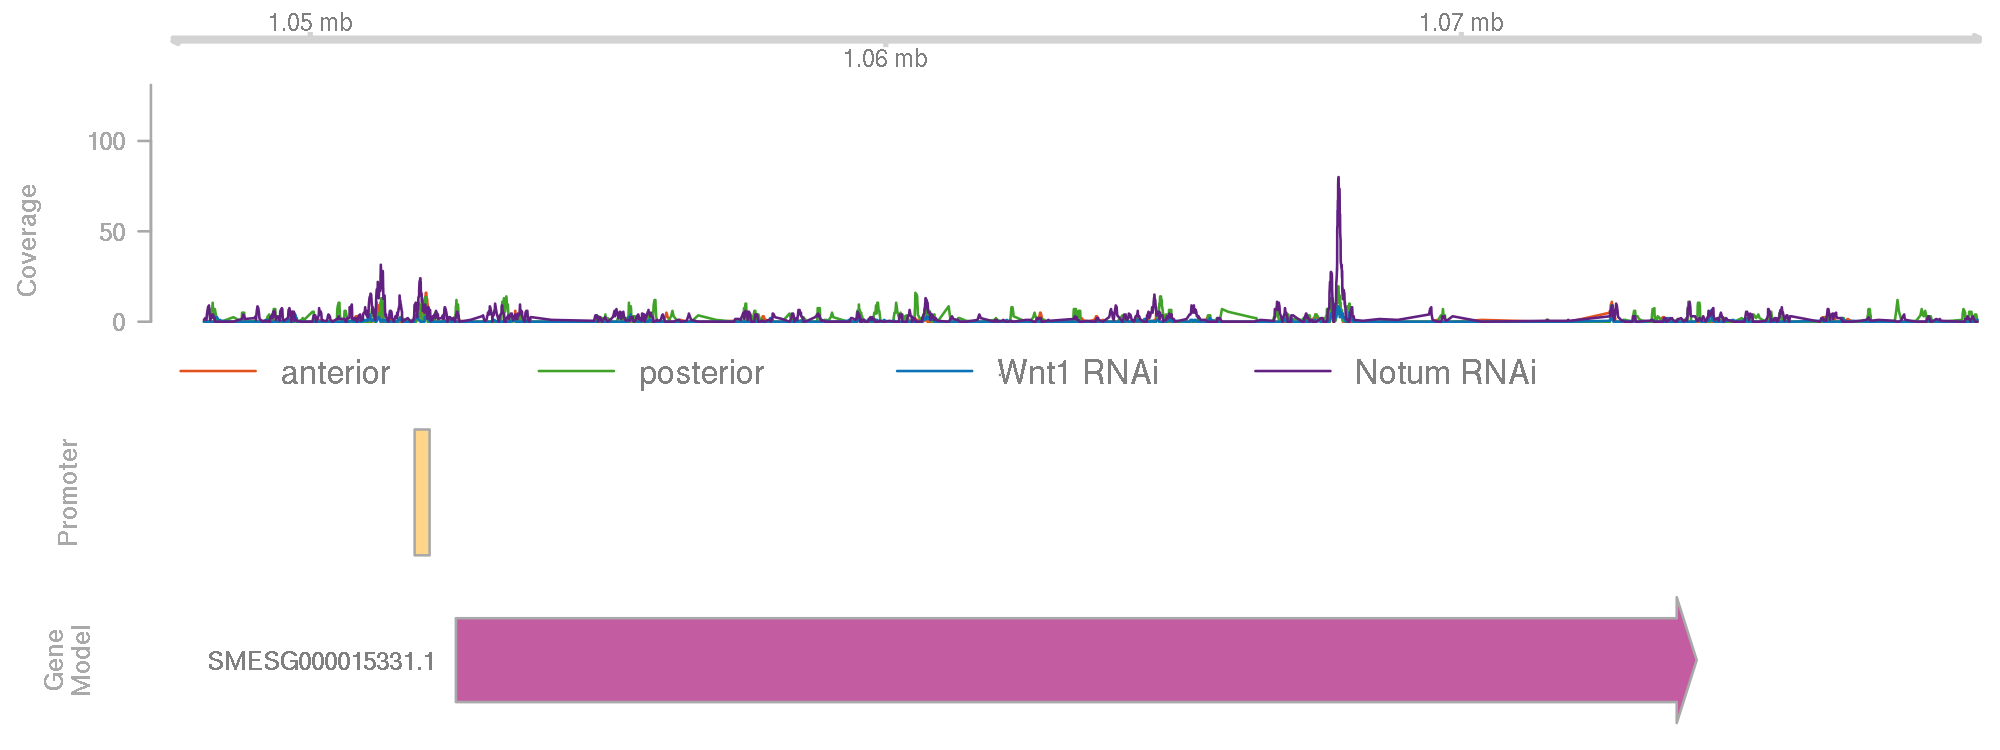 1.05 mb
1.07 mb
1.06 mb
Coverage
100
50
0
anterior posterior Wnt1 RNAi Notum RNAi
Promoter
Gene
Model
SMESG000015331.1